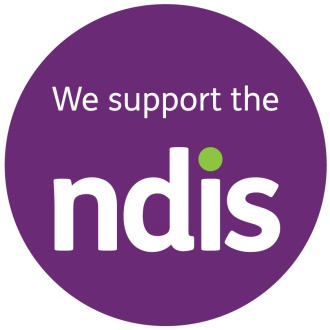 We support the
ndis